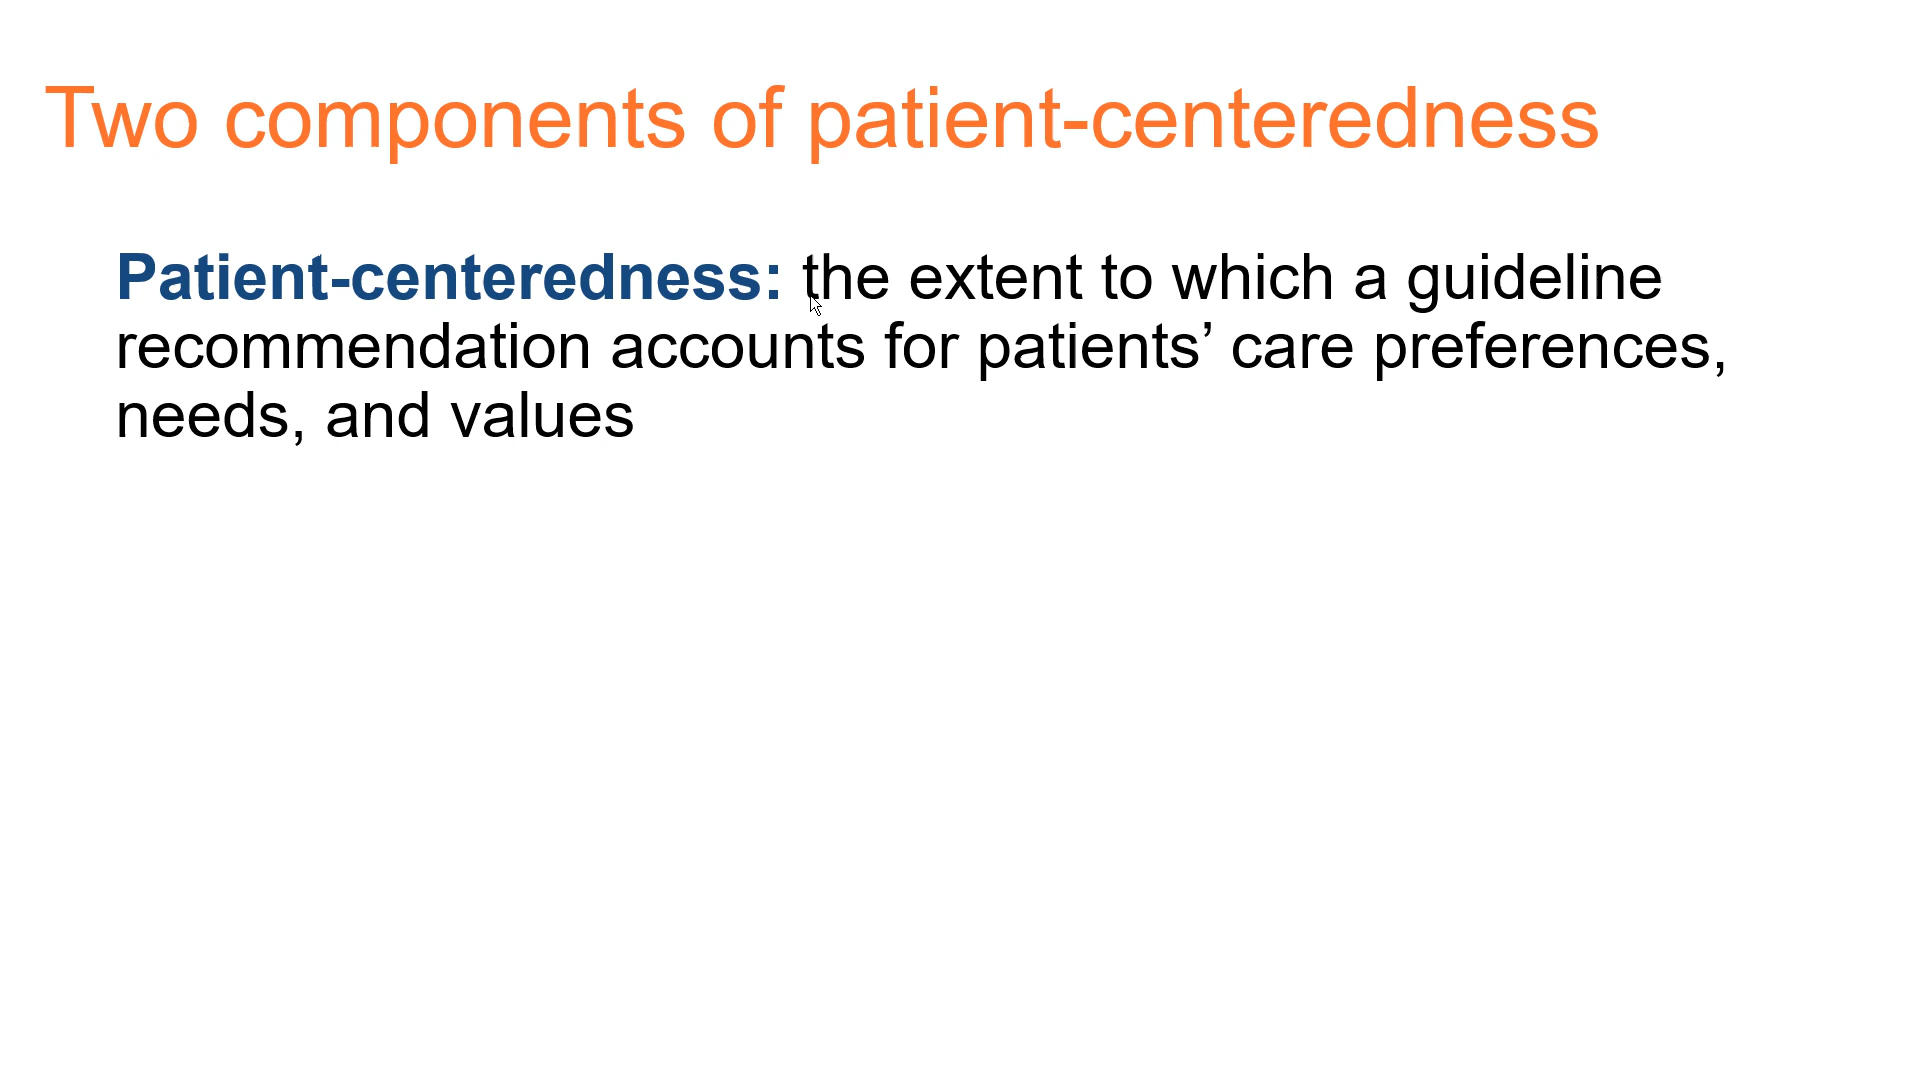 Two components of patient-centeredness
Patient-centeredness: the extent to which a guideline
recommendation accounts for patients’ care preferences,
needs, and values